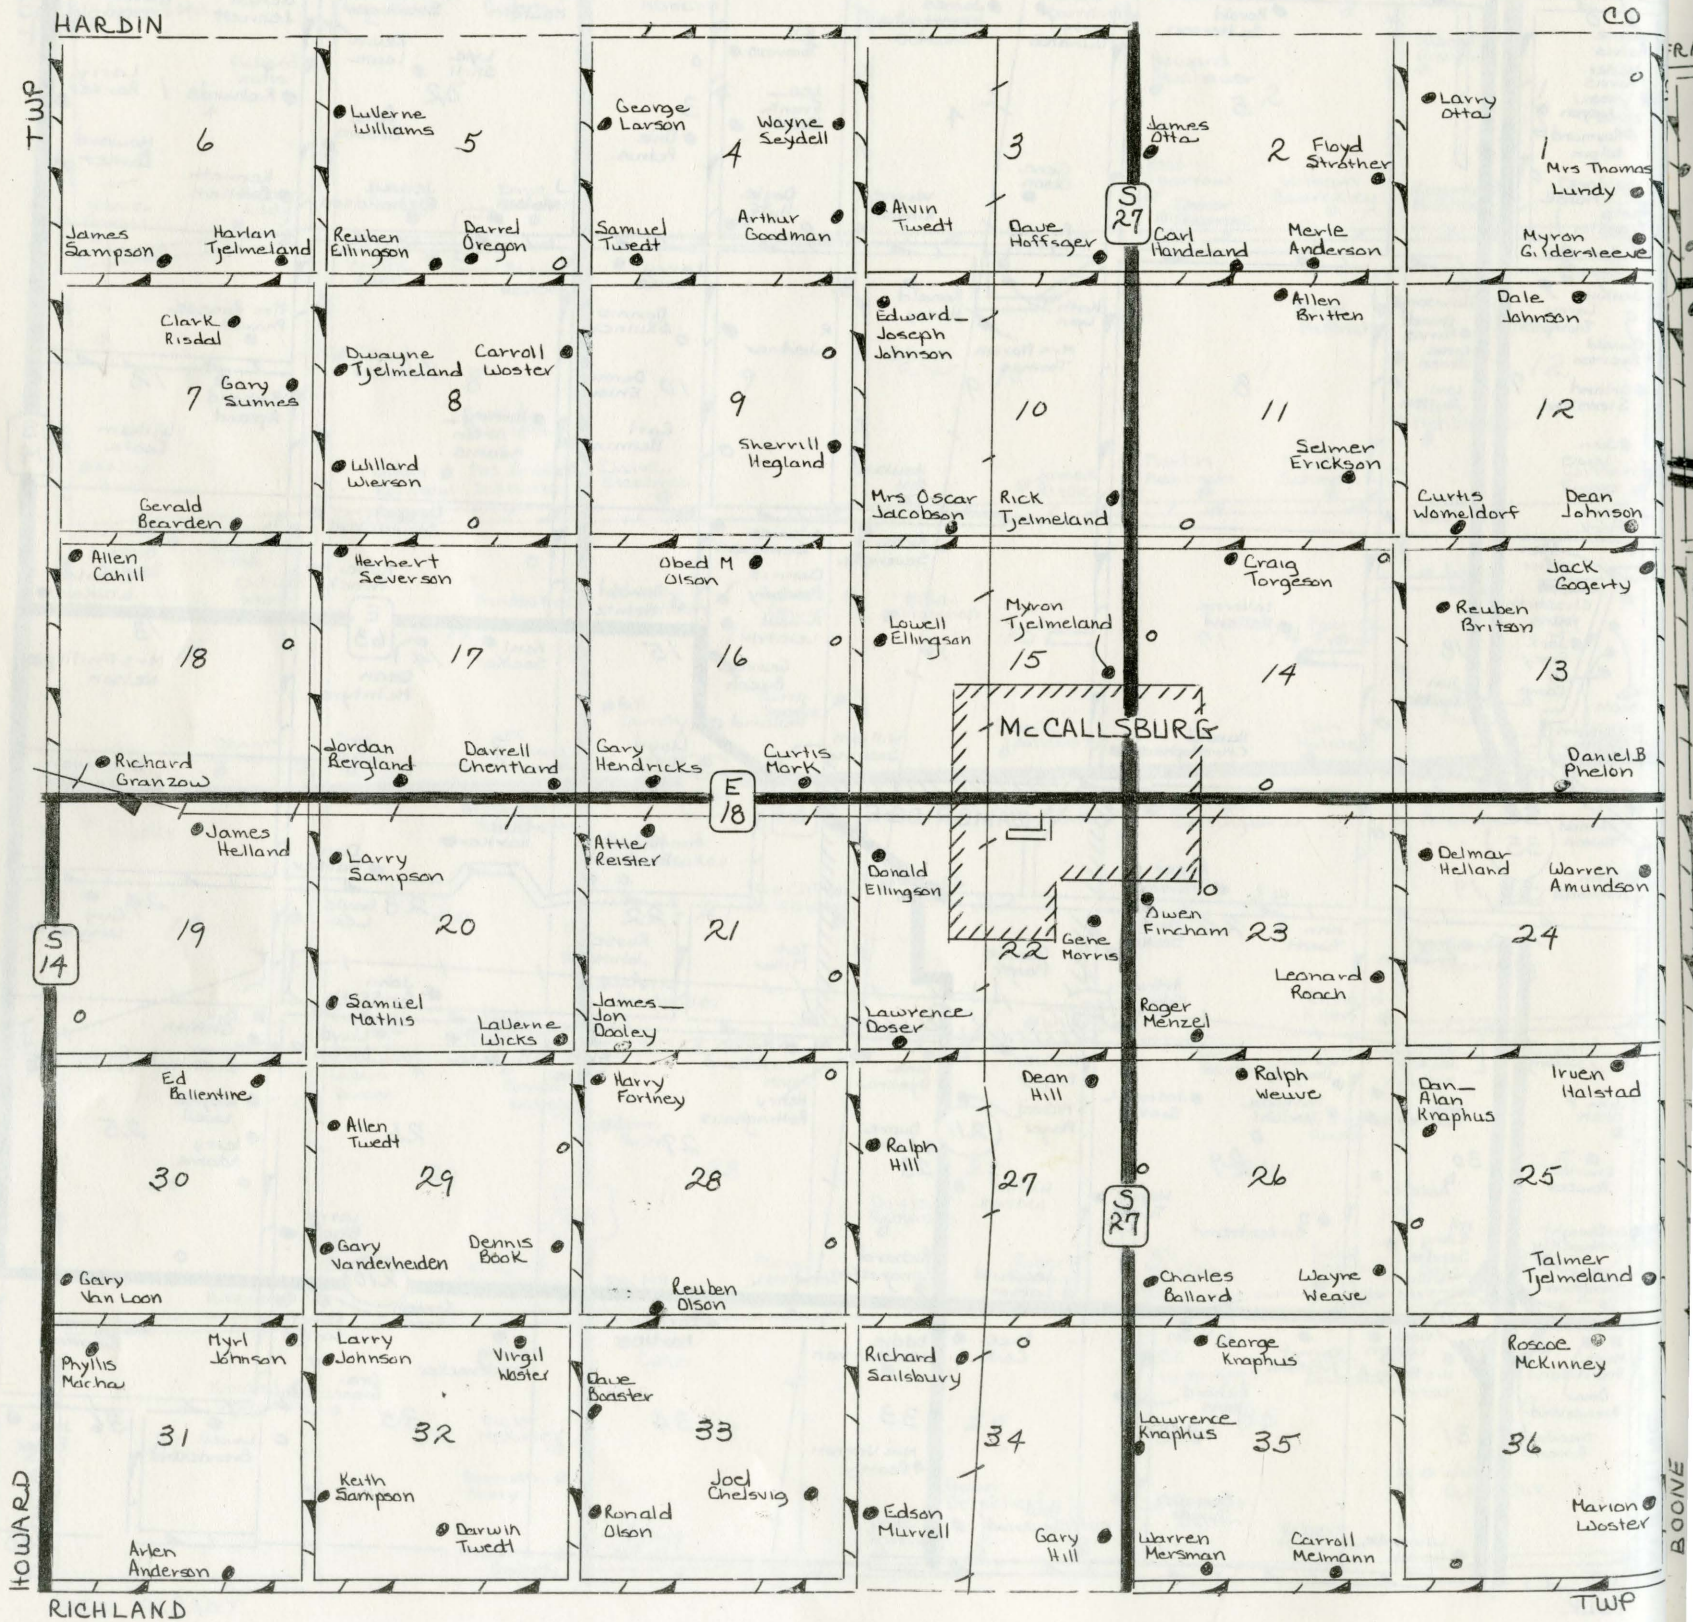 HARDIN
CO
TWP
LuVerne
Williams
George
Larson
Wayne
Seydell
James
Otta
Floyd
Strother
Larry
Otta
Mrs Thomas
Lundy
6
5
4
3
2
1
James
Sampson
Harlan
Tjelmeland
Reuben
Ellingson
Darrel
Oregon
Samuel
Twedt
Arthur
Goodman
Alvin
Twedt
Dave
Hoffsger
S
27
Carl
Handeland
Merle
Anderson
Myron
Gildersleeve
Clark
Risdal
Gary
Sunnes
Dwayne
Tjelmeland
Carroll
Woster
Edward
Joseph
Johnson
Allen
Britten
Dale
Johnson
7
8
9
10
11
12
Willard
Wierson
Sherrill
Hegland
Selmer
Erickson
Gerald
Bearden
Mrs Oscar
Jacobson
Rick
Tjelmeland
Curtis
Womeldorf
Dean
Johnson
Allen
Cahill
Herbert
Severson
Obed M
Olson
Craig
Torgeson
Jack
Gogerty
Lowell
Ellingson
Myron
Tjelmeland
Reuben
Britson
18
17
16
15
14
13
McCALLSBURG
Richard
Granzow
Jordan
Bergland
Darrell
Chentland
Gary
Hendricks
Curtis
Mork
Daniel B
Phelon
E
18
James
Helland
Larry
Sampson
Attie
Reister
Donald
Ellingson
Delmar
Helland
Warren
Amundson
S
14
19
20
21
22
Gene
Morris
Owen
Fincham
23
24
Samuel
Mathis
LaVerne
Wicks
James
Jon
Dooley
Lawrence
Doser
Roger
Menzel
Leonard
Roach
Ed
Ballentine
Allen
Twedt
Harry
Fortney
Ralph
Hill
Dean
Hill
Ralph
Weuve
Dan
Alan
Knaphus
Irven
Halstad
30
29
28
27
26
25
S
27
Gary
Van Loon
Gary
Vanderheiden
Dennis
Book
Reuben
Olson
Charles
Ballard
Wayne
Weave
Talmer
Tjelmeland
Phyllis
Macha
Myrl
Johnson
Larry
Johnson
Virgil
Woster
Dave
Boaster
Richard
Sailsbury
George
Knaphus
Roscoe
McKinney
Lawrence
Knaphus
31
32
33
34
35
36
Keith
Sampson
Darwin
Twedt
Ronald
Olson
Joel
Chelsvig
Edson
Murrell
Gary
Hill
Warren
Mersman
Carroll
Melmann
Marion
Woster
Arlen
Anderson
HOWARD
BOONE
RICHLAND
TWP